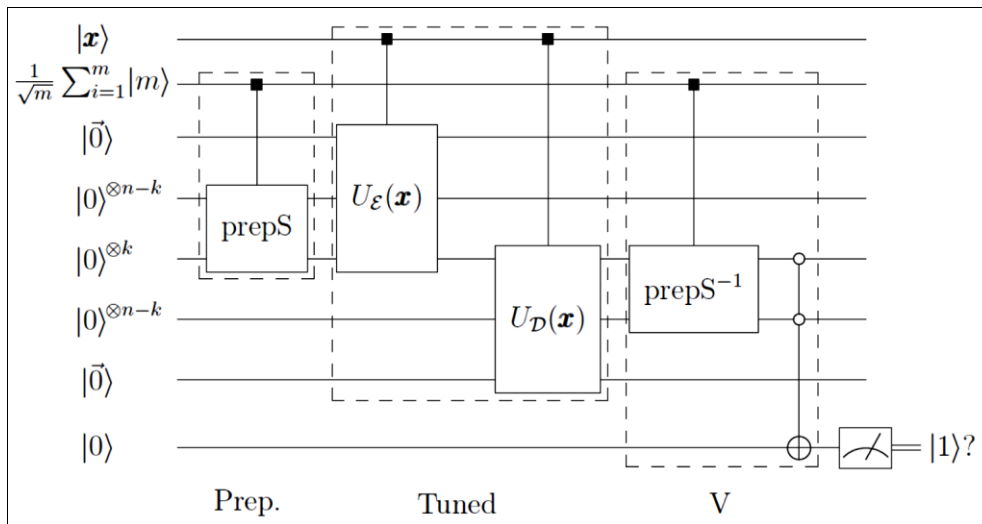 |𝒙⟩
1/√m ∑_{i=1}^{m} |m⟩
|0⃗⟩
|0⟩^{⊗n−k}
|0⟩^{⊗k}
|0⟩^{⊗n−k}
|0⃗⟩
|0⟩
prepS
U_ℰ(𝒙)
U_𝒟(𝒙)
prepS⁻¹
|1⟩?
Prep.
Tuned
V